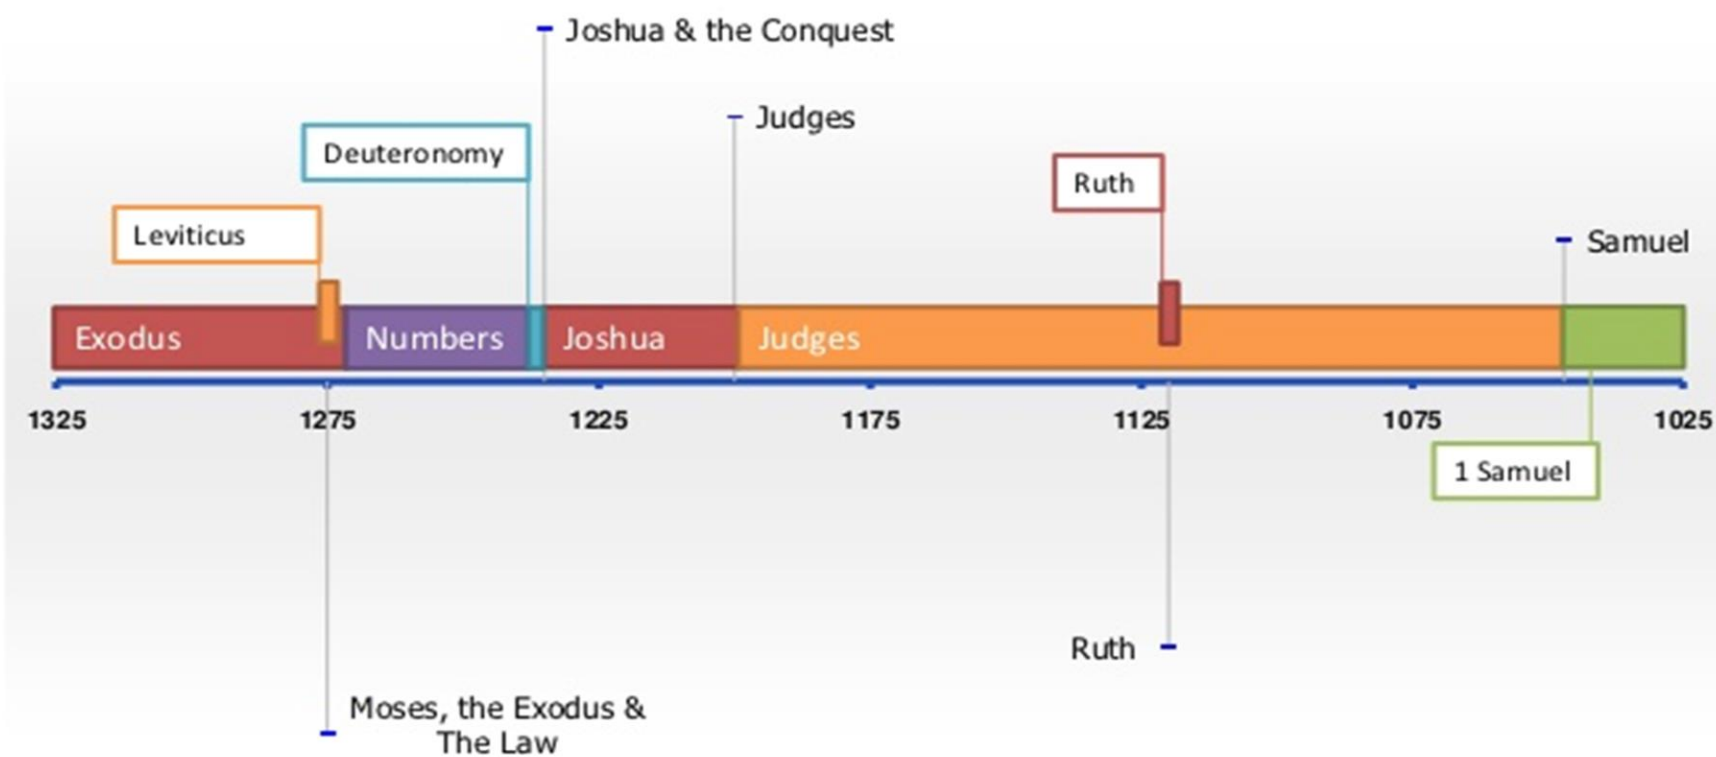 Joshua & the Conquest
Judges
Deuteronomy
Ruth
Leviticus
Samuel
Exodus
Numbers
Joshua
Judges
1325
1275
1225
1175
1125
1075
1025
1 Samuel
Ruth
Moses, the Exodus &
The Law